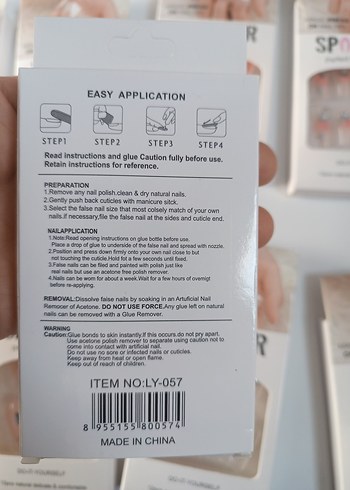 EASY APPLICATION
STEP1 STEP2 STEP3 STEP4
Read instructions and glue Caution fully before use.
Retain instructions for reference.
PREPARATION
1.Remove any nail polish.clean & dry natural nails.
2.Gently push back cuticles with manicure sitck.
3.Select the false nail size that most colsely match of your own
nails.if necessary,file the false nail at the sides and cuticle end.
NAILAPPLICATION
1.Note:Read opening instructions on glue bottle before use.
Place a drop of glue to underside of false nail and spread with nozzle.
2.Position and press down firmly onto your own nail close to but
not touching the cuticle.Hold fot a few seconds until fixed.
3.False nails can be filed and painted with polish just like
real nails but use an acetone free polish remover.
4.Nails can be worn for about a week.Wait for a few hours of overnigt
before re-applying.
REMOVAL:Dissolve false nails by soaking in an Artuficial Nail
Remocer of Acetone. DO NOT USE FORCE.Any glue left on natural
nails can be removed with a Glue Remover.
WARNING
Caution:Glue bonds to skin instantly.If this occurs.do not pry apart.
Use acetone polish remover to separate using caution not to
come into contact with artificial nail.
Do not use sore or infected nails or cuticles.
Keep away from heat or open flame.
Keep out of reach of children.
ITEM NO:LY-057
8 955155 800574
MADE IN CHINA